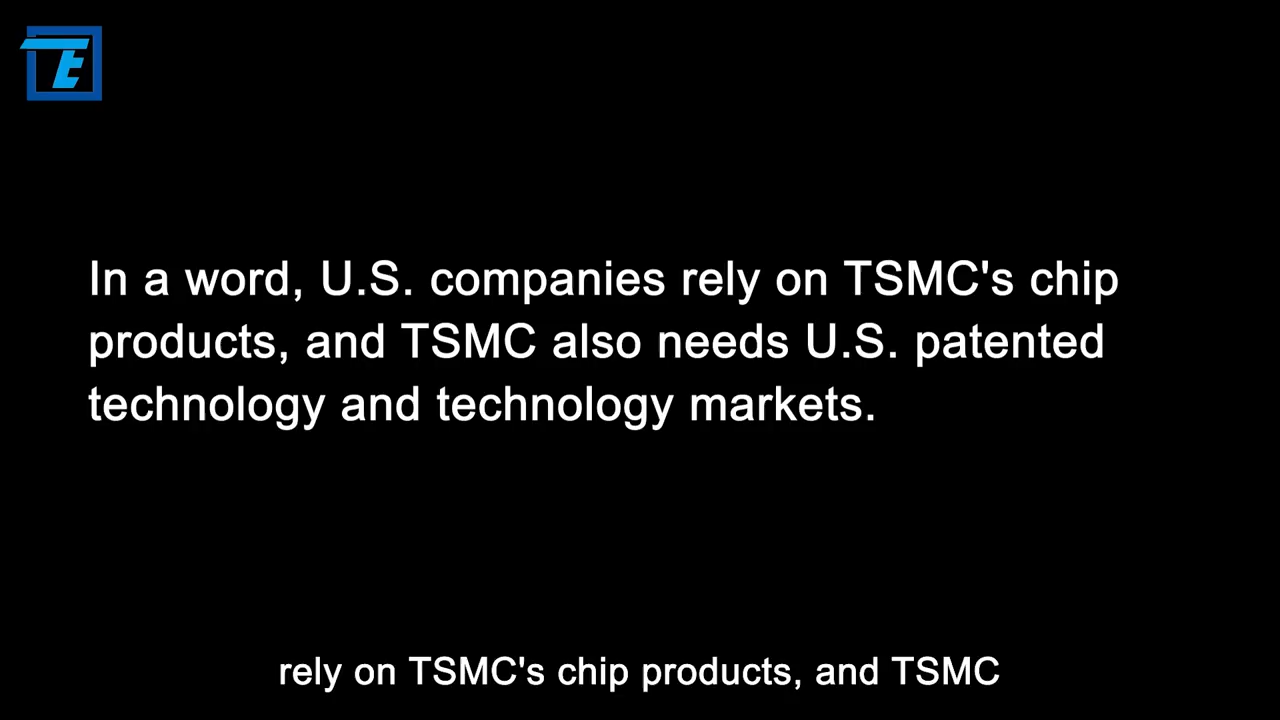 TE
In a word, U.S. companies rely on TSMC's chip
products, and TSMC also needs U.S. patented
technology and technology markets.
rely on TSMC's chip products, and TSMC